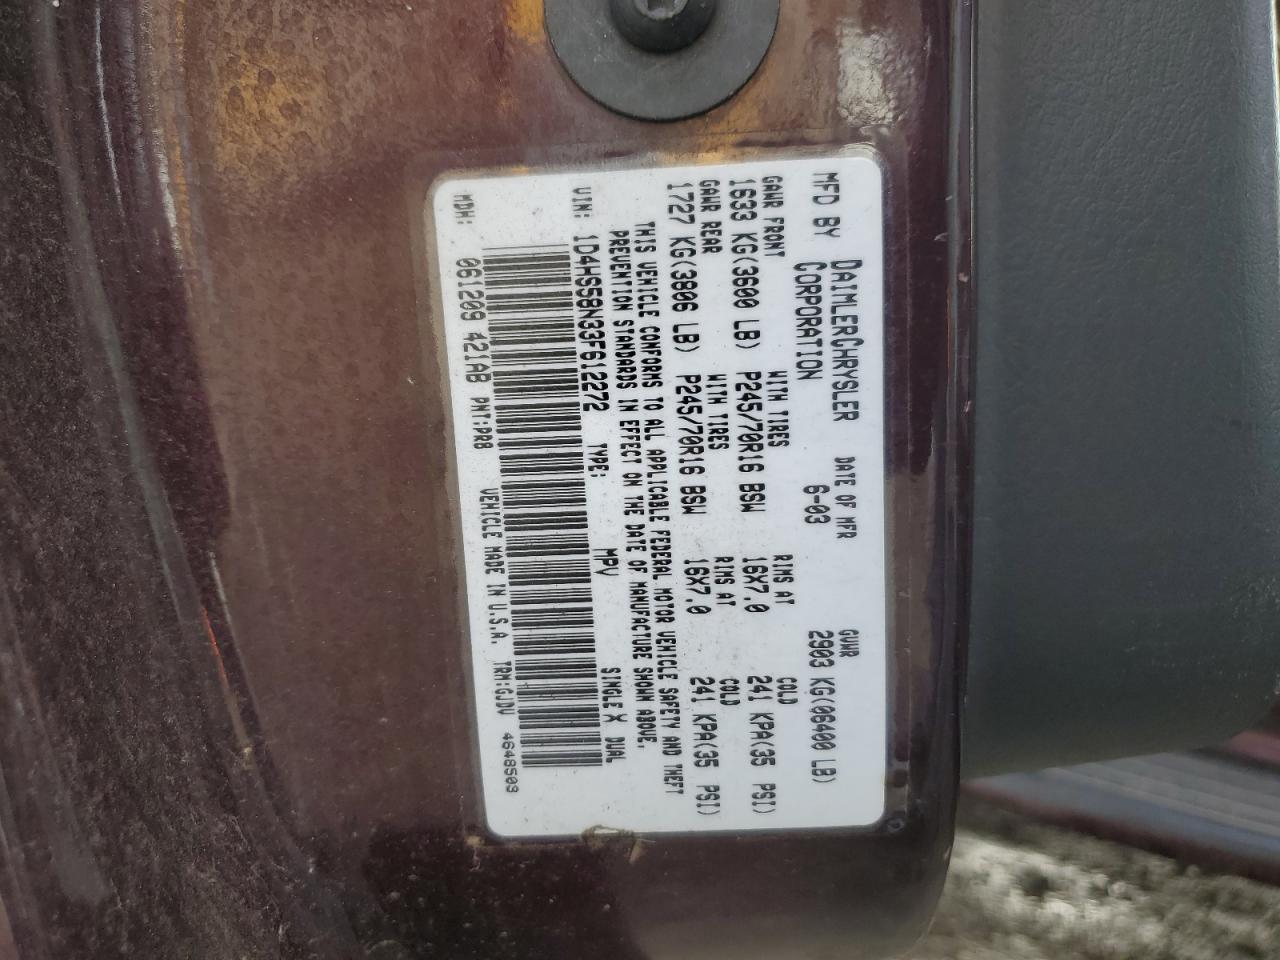 MFD BY DAIMLERCHRYSLER CORPORATION DATE OF MFR 6-03 GVWR 2903 KG(06400 LB)
GAWR FRONT WITH TIRES RIMS AT COLD
1633 KG(3600 LB) P245/70R16 BSW 16X7.0 241 KPA(35 PSI)
GAWR REAR WITH TIRES RIMS AT COLD
1727 KG(3806 LB) P245/70R16 BSW 16X7.0 241 KPA(35 PSI)
THIS VEHICLE CONFORMS TO ALL APPLICABLE FEDERAL MOTOR VEHICLE SAFETY AND THEFT
PREVENTION STANDARDS IN EFFECT ON THE DATE OF MANUFACTURE SHOWN ABOVE.
VIN: 1D4HS58N33F612272 TYPE: MPV SINGLE X DUAL
MDH: 061209 421AB PNT:PRB VEHICLE MADE IN U.S.A. TRM:GJDV 4648509